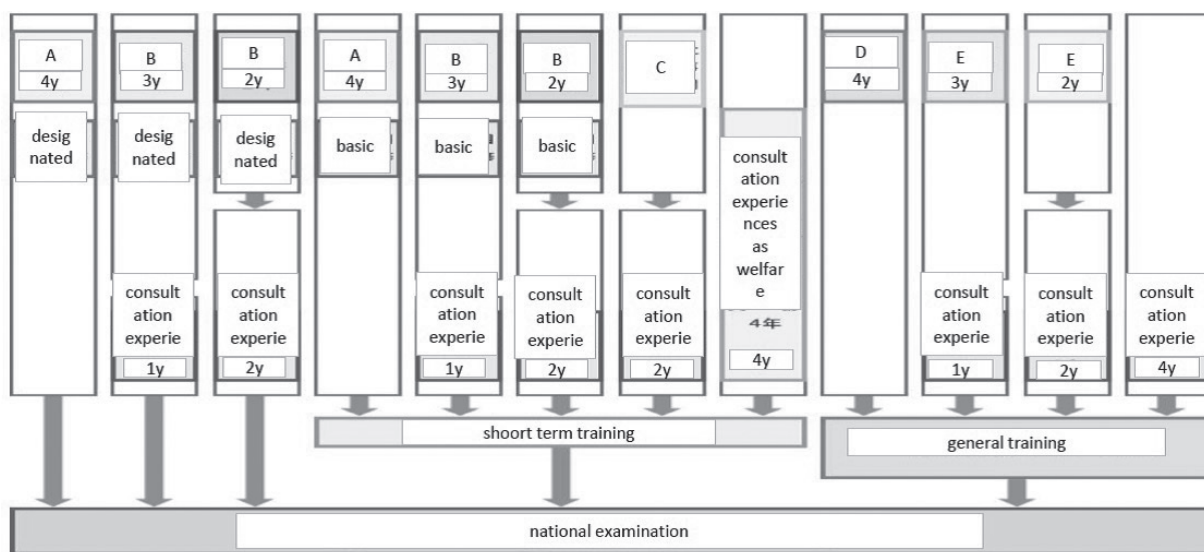 A
4y
B
3y
B
2y
A
4y
B
3y
B
2y
C
D
4y
E
3y
E
2y
desig
nated
desig
nated
desig
nated
basic
basic
basic
consult
ation
experie
nces
as
welfar
e
4年
4y
consult
ation
experie
1y
consult
ation
experie
2y
consult
ation
experie
1y
consult
ation
experie
2y
consult
ation
experie
2y
consult
ation
experie
1y
consult
ation
experie
2y
consult
ation
experie
4y
shoort term training
general training
national examination